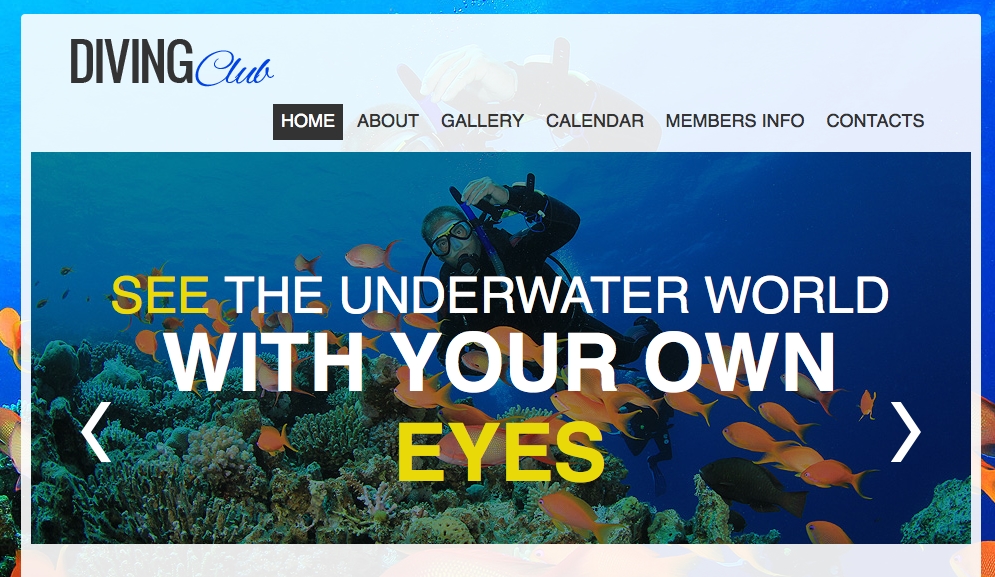 DIVING Club
HOME ABOUT GALLERY CALENDAR MEMBERS INFO CONTACTS
SEE THE UNDERWATER WORLD
WITH YOUR OWN
EYES